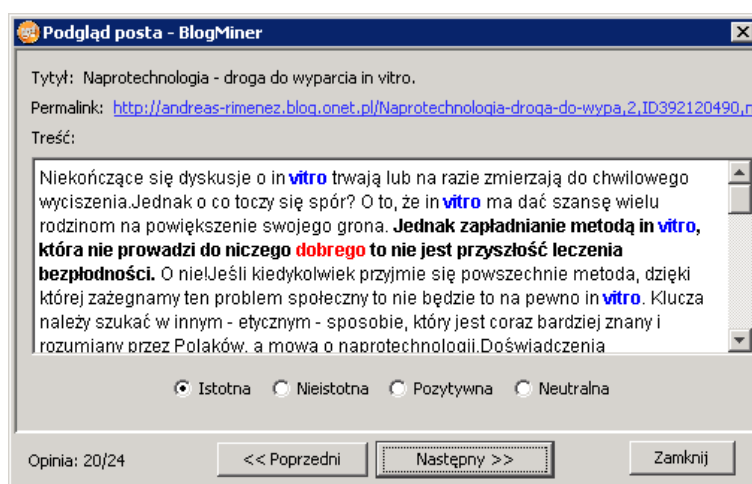 Podgląd posta - BlogMiner
Tytył: Naprotechnologia - droga do wyparcia in vitro.
Permalink: http://andreas-rimenez.blog.onet.pl/Naprotechnologia-droga-do-wypa,2,ID392120490,r
Treść:
Niekończące się dyskusje o in vitro trwają lub na razie zmierzają do chwilowego
wyciszenia.Jednak o co toczy się spór? O to, że in vitro ma dać szansę wielu
rodzinom na powiększenie swojego grona. Jednak zapładnianie metodą in vitro,
która nie prowadzi do niczego dobrego to nie jest przyszłość leczenia
bezpłodności. O nie!Jeśli kiedykolwiek przyjmie się powszechnie metoda, dzięki
której zażegnamy ten problem społeczny to nie będzie to na pewno in vitro. Klucza
należy szukać w innym - etycznym - sposobie, który jest coraz bardziej znany i
rozumiany przez Polaków, a mowa o naprotechnologii.Doświadczenia
Istotna Nieistotna Pozytywna Neutralna
Opinia: 20/24 << Poprzedni Następny >> Zamknij